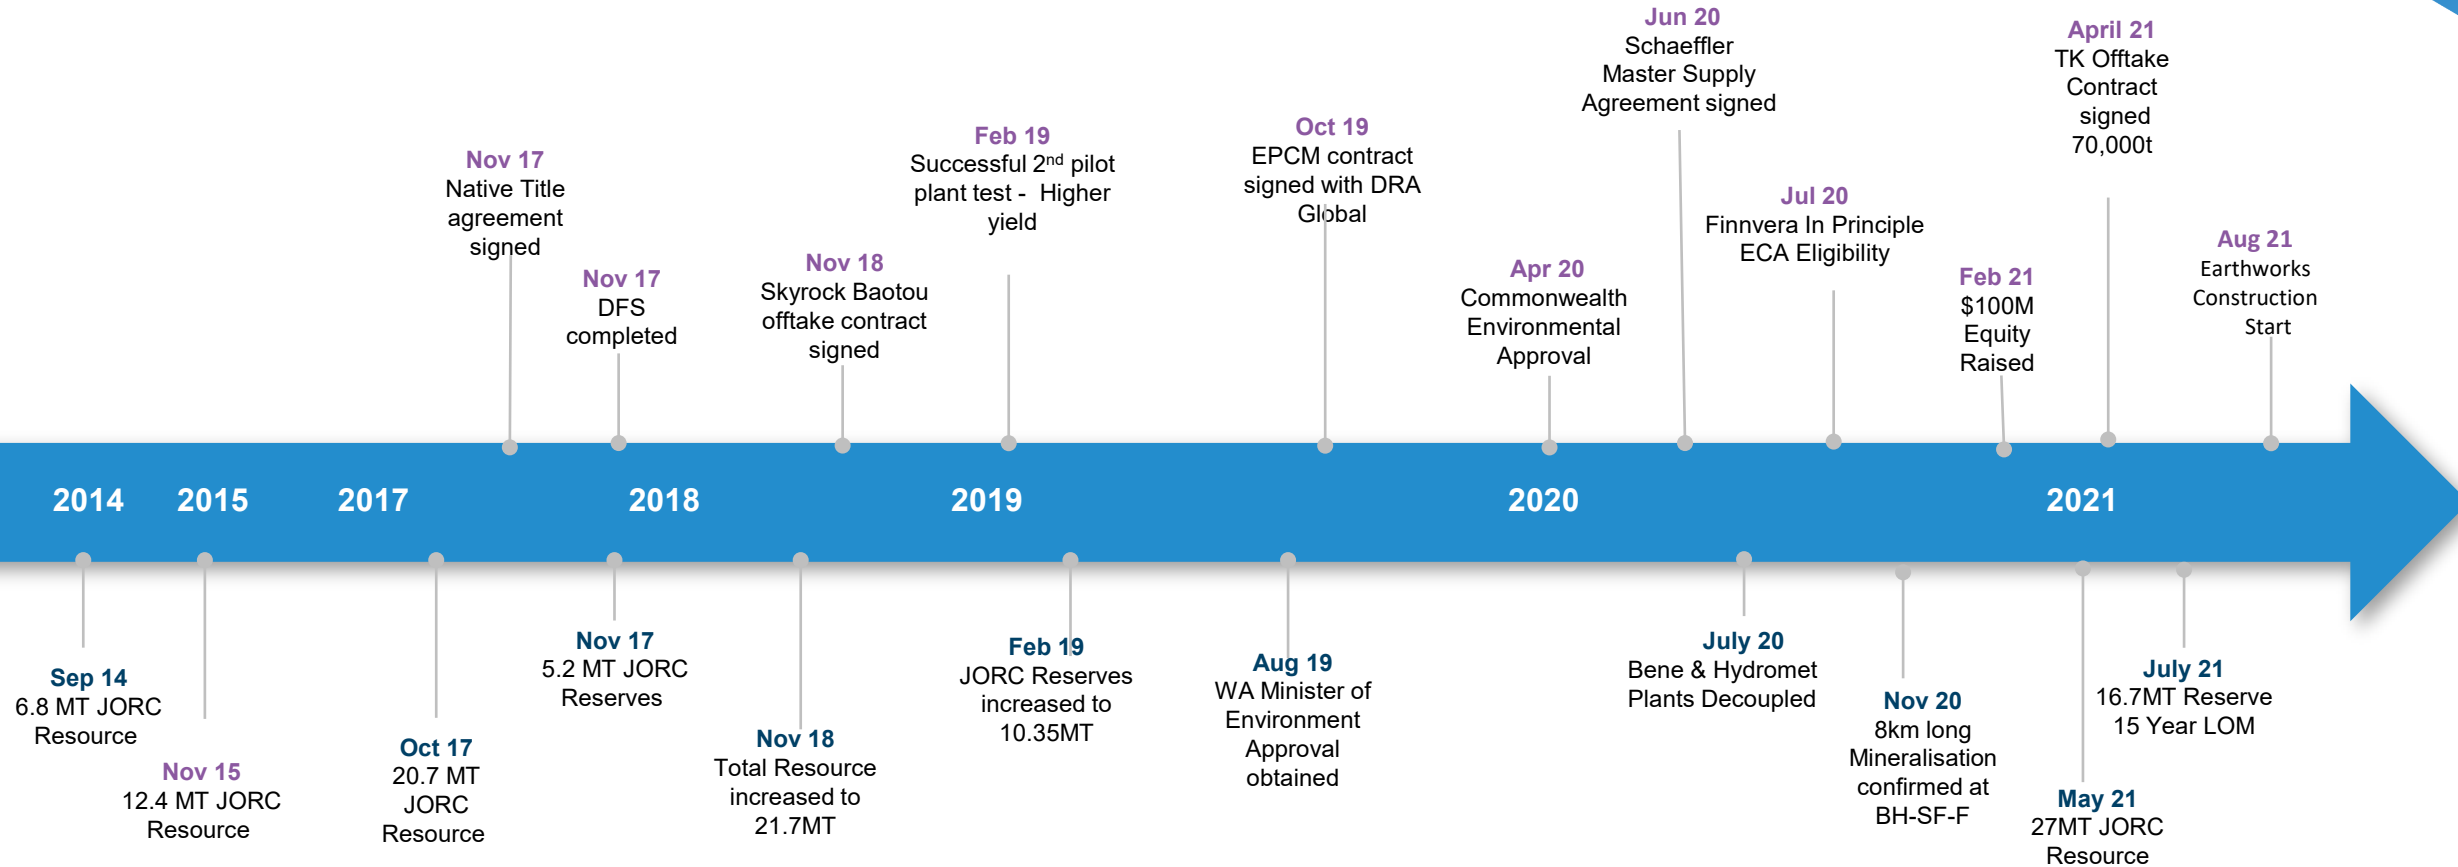 Nov 17
Native Title
agreement
signed
Nov 17
DFS
completed
Nov 18
Skyrock Baotou
offtake contract
signed
Feb 19
Successful 2nd pilot
plant test -  Higher
yield
Oct 19
EPCM contract
signed with DRA
Global
Apr 20
Commonwealth
Environmental
Approval
Jun 20
Schaeffler
Master Supply
Agreement signed
Jul 20
Finnvera In Principle
ECA Eligibility
Feb 21
$100M
Equity
Raised
April 21
TK Offtake
Contract
signed
70,000t
Aug 21
Earthworks
Construction
Start
2014
2015
2017
2018
2019
2020
2021
Sep 14
6.8 MT JORC
Resource
Nov 15
12.4 MT JORC
Resource
Oct 17
20.7 MT
JORC
Resource
Nov 17
5.2 MT JORC
Reserves
Nov 18
Total Resource
increased to
21.7MT
Feb 19
JORC Reserves
increased to
10.35MT
Aug 19
WA Minister of
Environment
Approval
obtained
July 20
Bene & Hydromet
Plants Decoupled
Nov 20
8km long
Mineralisation
confirmed at
BH-SF-F
May 21
27MT JORC
Resource
July 21
16.7MT Reserve
15 Year LOM